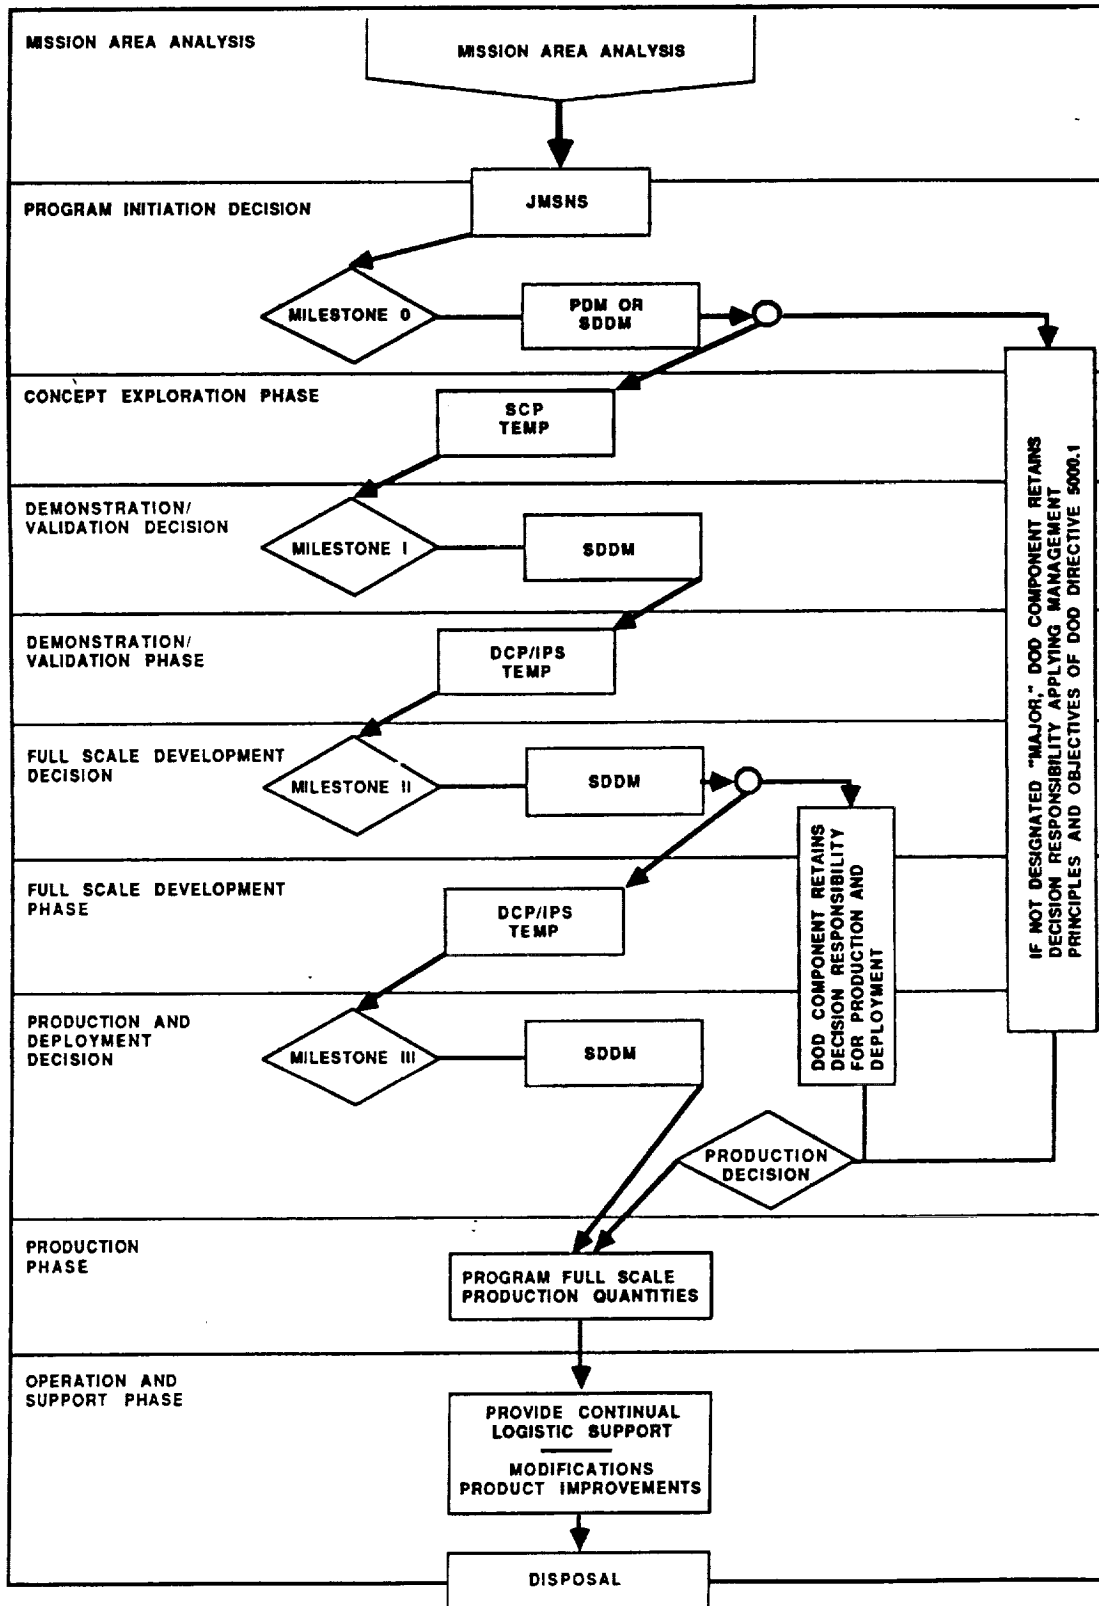 MISSION AREA ANALYSIS
MISSION AREA ANALYSIS
PROGRAM INITIATION DECISION
JMSNS
MILESTONE 0
PDM OR
SDDM
CONCEPT EXPLORATION PHASE
SCP
TEMP
DEMONSTRATION/
VALIDATION DECISION
MILESTONE I
SDDM
DEMONSTRATION/
VALIDATION PHASE
DCP/IPS
TEMP
FULL SCALE DEVELOPMENT
DECISION
MILESTONE II
SDDM
FULL SCALE DEVELOPMENT
PHASE
DCP/IPS
TEMP
DOD COMPONENT RETAINS
DECISION RESPONSIBILITY
FOR PRODUCTION AND
DEPLOYMENT
IF NOT DESIGNATED "MAJOR," DOD COMPONENT RETAINS
DECISION RESPONSIBILITY APPLYING MANAGEMENT
PRINCIPLES AND OBJECTIVES OF DOD DIRECTIVE 5000.1
PRODUCTION AND
DEPLOYMENT
DECISION
MILESTONE III
SDDM
PRODUCTION
DECISION
PRODUCTION
PHASE
PROGRAM FULL SCALE
PRODUCTION QUANTITIES
OPERATION AND
SUPPORT PHASE
PROVIDE CONTINUAL
LOGISTIC SUPPORT
MODIFICATIONS
PRODUCT IMPROVEMENTS
DISPOSAL